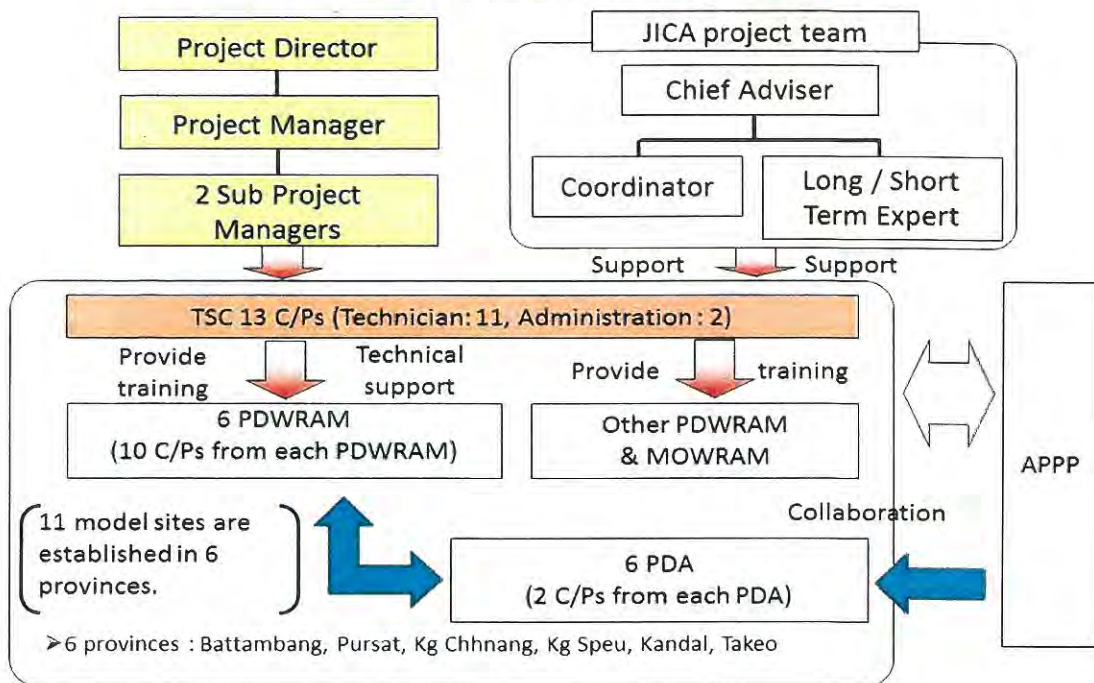 Project Director
Project Manager
2 Sub Project
Managers
JICA project team
Chief Adviser
Coordinator
Long / Short
Term Expert
Support
Support
TSC 13 C/Ps (Technician: 11, Administration : 2)
Provide
training
Technical
support
Provide
training
6 PDWRAM
(10 C/Ps from each PDWRAM)
Other PDWRAM
& MOWRAM
APPP
11 model sites are
established in 6
provinces.
Collaboration
6 PDA
(2 C/Ps from each PDA)
➢6 provinces : Battambang, Pursat, Kg Chhnang, Kg Speu, Kandal, Takeo